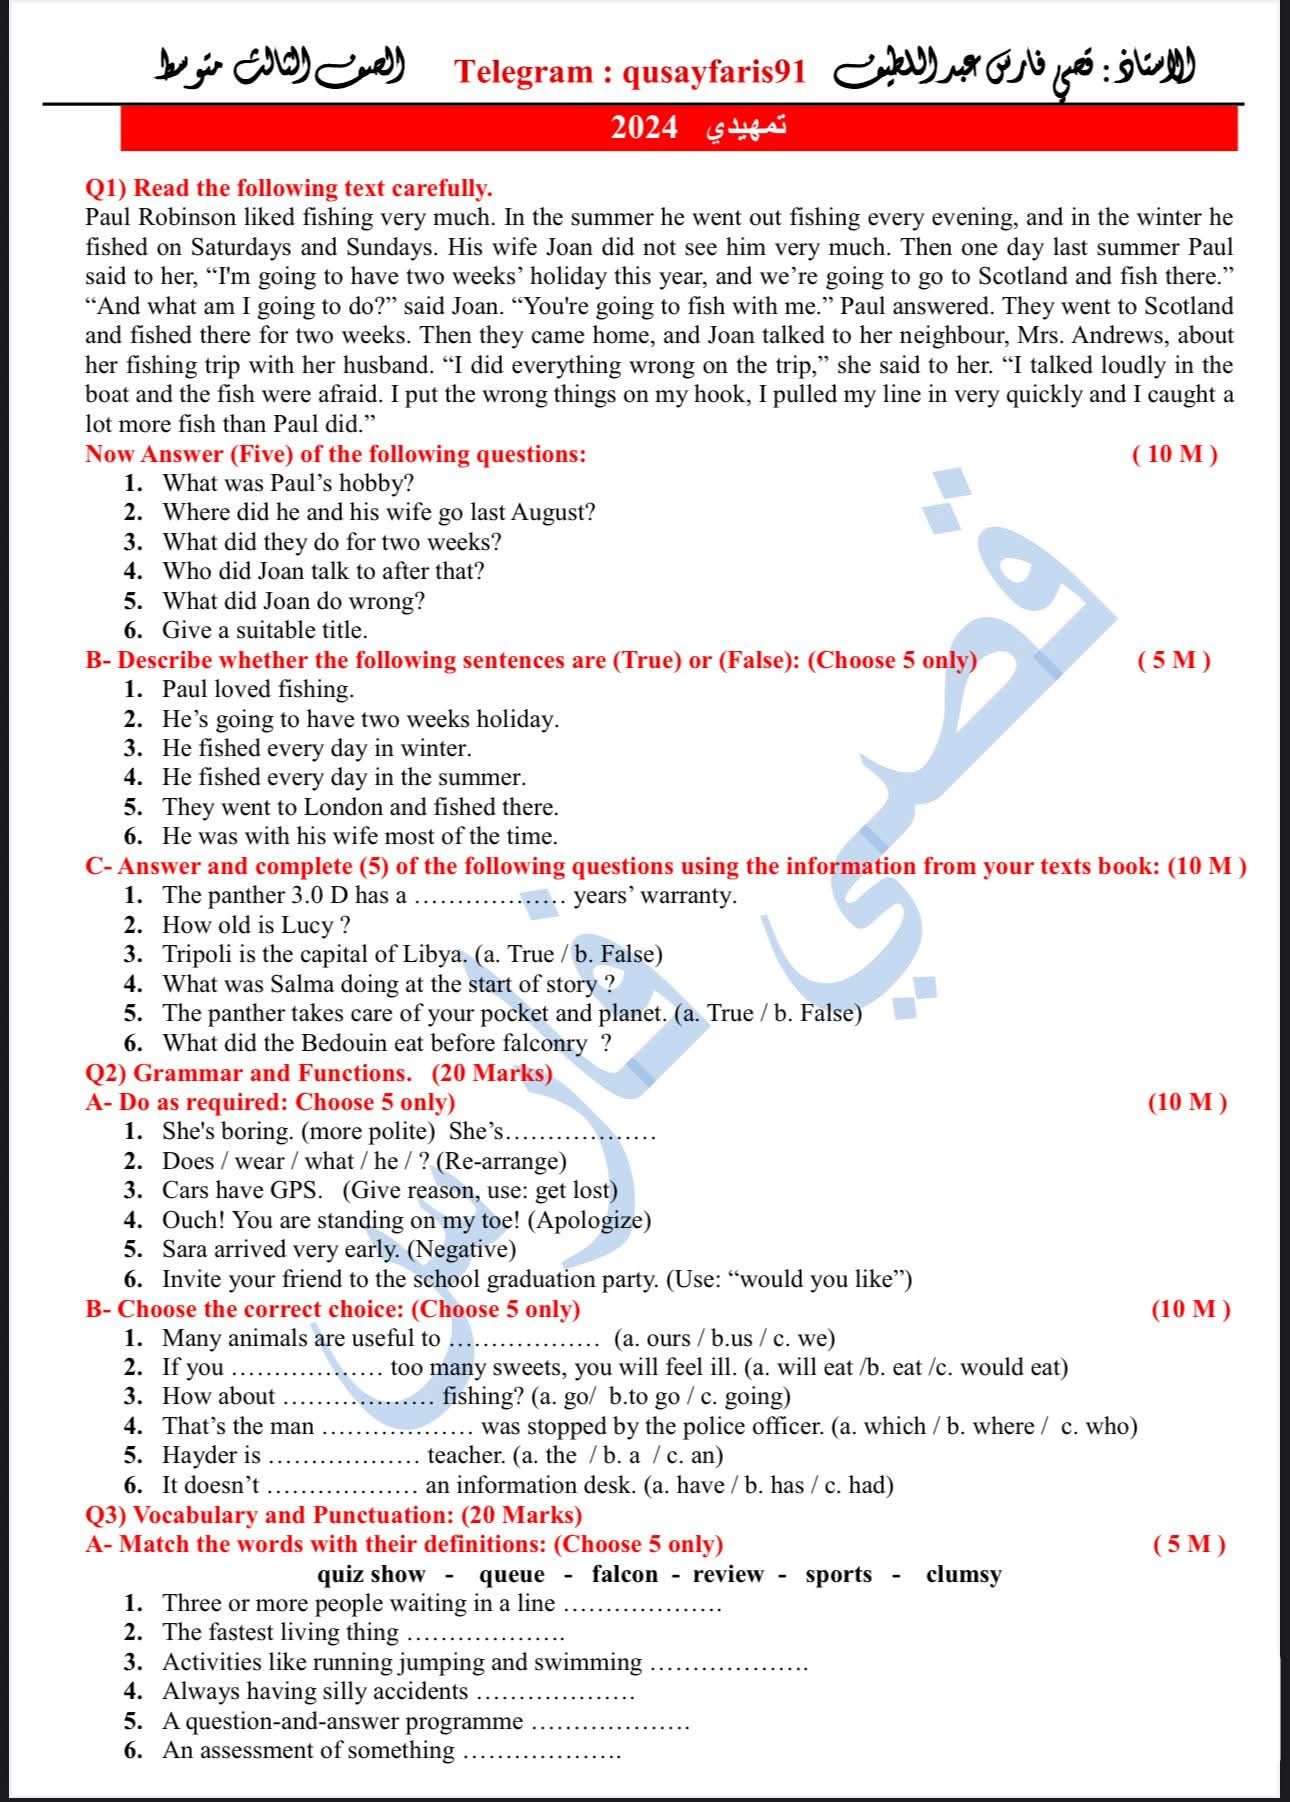 الاستاذ : قصي فارس عبد اللطيف Telegram : qusayfaris91 الصف الثالث متوسط
تمهيدي 2024
Q1) Read the following text carefully.
Paul Robinson liked fishing very much. In the summer he went out fishing every evening, and in the winter he
fished on Saturdays and Sundays. His wife Joan did not see him very much. Then one day last summer Paul
said to her, “I'm going to have two weeks’ holiday this year, and we’re going to go to Scotland and fish there.”
“And what am I going to do?” said Joan. “You're going to fish with me.” Paul answered. They went to Scotland
and fished there for two weeks. Then they came home, and Joan talked to her neighbour, Mrs. Andrews, about
her fishing trip with her husband. “I did everything wrong on the trip,” she said to her. “I talked loudly in the
boat and the fish were afraid. I put the wrong things on my hook, I pulled my line in very quickly and I caught a
lot more fish than Paul did.”
Now Answer (Five) of the following questions: ( 10 M )
1. What was Paul’s hobby?
2. Where did he and his wife go last August?
3. What did they do for two weeks?
4. Who did Joan talk to after that?
5. What did Joan do wrong?
6. Give a suitable title.
B- Describe whether the following sentences are (True) or (False): (Choose 5 only) ( 5 M )
1. Paul loved fishing.
2. He’s going to have two weeks holiday.
3. He fished every day in winter.
4. He fished every day in the summer.
5. They went to London and fished there.
6. He was with his wife most of the time.
C- Answer and complete (5) of the following questions using the information from your texts book: (10 M )
1. The panther 3.0 D has a .................. years’ warranty.
2. How old is Lucy ?
3. Tripoli is the capital of Libya. (a. True / b. False)
4. What was Salma doing at the start of story ?
5. The panther takes care of your pocket and planet. (a. True / b. False)
6. What did the Bedouin eat before falconry ?
Q2) Grammar and Functions. (20 Marks)
A- Do as required: Choose 5 only) (10 M )
1. She's boring. (more polite) She’s..................
2. Does / wear / what / he / ? (Re-arrange)
3. Cars have GPS. (Give reason, use: get lost)
4. Ouch! You are standing on my toe! (Apologize)
5. Sara arrived very early. (Negative)
6. Invite your friend to the school graduation party. (Use: “would you like”)
B- Choose the correct choice: (Choose 5 only) (10 M )
1. Many animals are useful to .................. (a. ours / b.us / c. we)
2. If you .................. too many sweets, you will feel ill. (a. will eat /b. eat /c. would eat)
3. How about .................. fishing? (a. go/ b.to go / c. going)
4. That’s the man .................. was stopped by the police officer. (a. which / b. where / c. who)
5. Hayder is .................. teacher. (a. the / b. a / c. an)
6. It doesn’t .................. an information desk. (a. have / b. has / c. had)
Q3) Vocabulary and Punctuation: (20 Marks)
A- Match the words with their definitions: (Choose 5 only) ( 5 M )
quiz show - queue - falcon - review - sports - clumsy
1. Three or more people waiting in a line ...................
2. The fastest living thing ...................
3. Activities like running jumping and swimming ...................
4. Always having silly accidents ...................
5. A question-and-answer programme ...................
6. An assessment of something ...................
قصي فارس